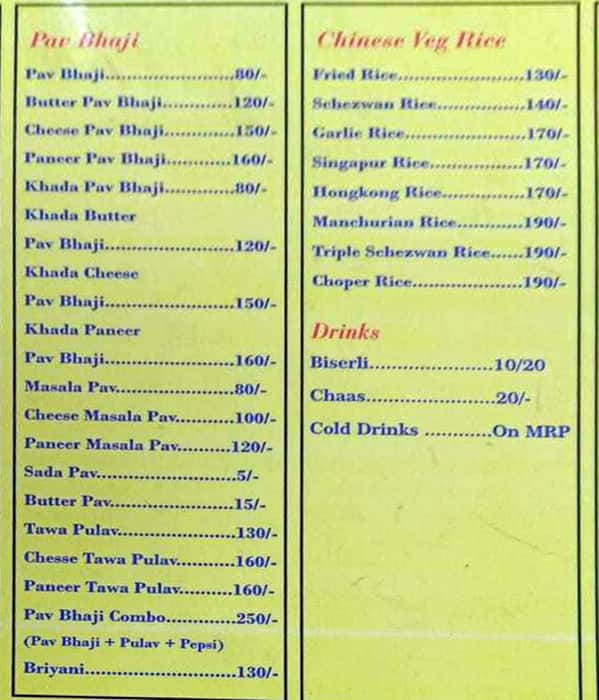 Pav Bhaji
Pav Bhaji........................80/-
Butter Pav Bhaji.............120/-
Cheese Pav Bhaji.............150/-
Paneer Pav Bhaji............160/-
Khada Pav Bhaji.............80/-
Khada Butter
Pav Bhaji........................120/-
Khada Cheese
Pav Bhaji........................150/-
Khada Paneer
Pav Bhaji........................160/-
Masala Pav......................80/-
Cheese Masala Pav...........100/-
Paneer Masala Pav..........120/-
Sada Pav..........................5/-
Butter Pav.......................15/-
Tawa Pulav......................130/-
Chesse Tawa Pulav...........160/-
Paneer Tawa Pulav..........160/-
Pav Bhaji Combo.............250/-
(Pav Bhaji + Pulav + Pepsi)
Briyani............................130/-
Chinese Veg Rice
Fried Rice.......................130/-
Schezwan Rice................140/-
Garlic Rice......................170/-
Singapur Rice.................170/-
Hongkong Rice...............170/-
Manchurian Rice............190/-
Triple Schezwan Rice......190/-
Choper Rice....................190/-
Drinks
Biserli.......................10/20
Chaas........................20/-
Cold Drinks ............On MRP